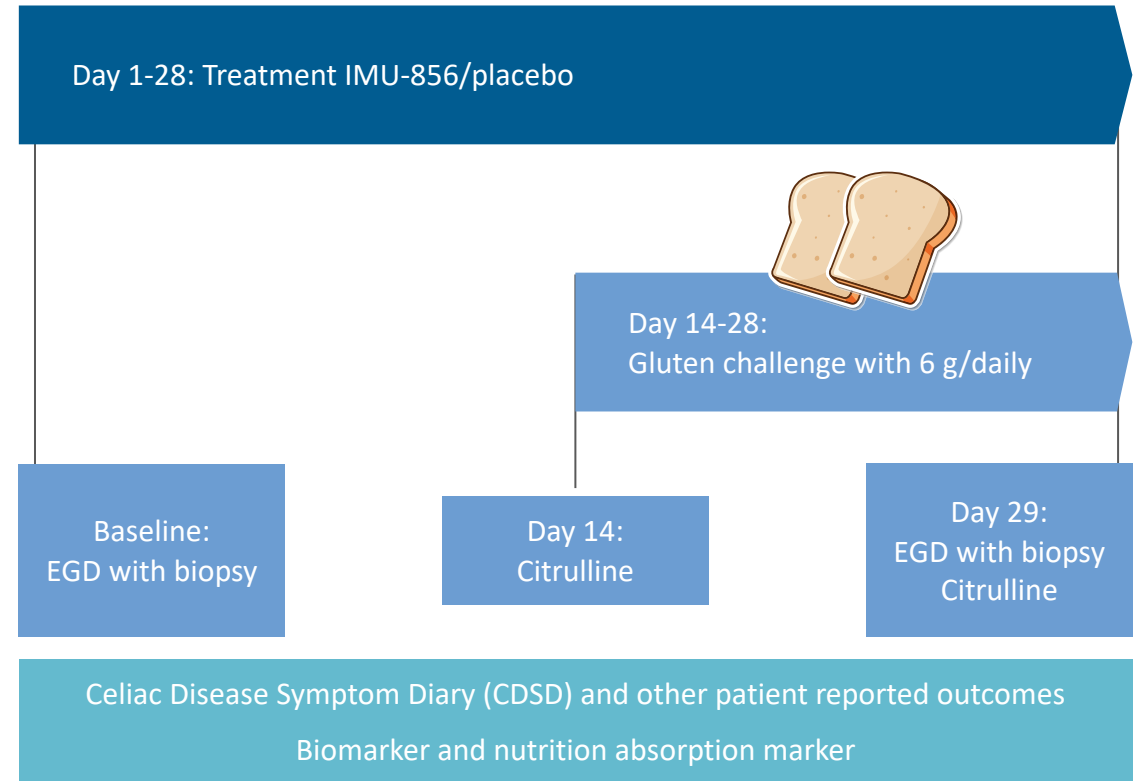 Day 1-28: Treatment IMU-856/placebo
Day 14-28:
Gluten challenge with 6 g/daily
Baseline:
EGD with biopsy
Day 14:
Citrulline
Day 29:
EGD with biopsy
Citrulline
Celiac Disease Symptom Diary (CDSD) and other patient reported outcomes
Biomarker and nutrition absorption marker